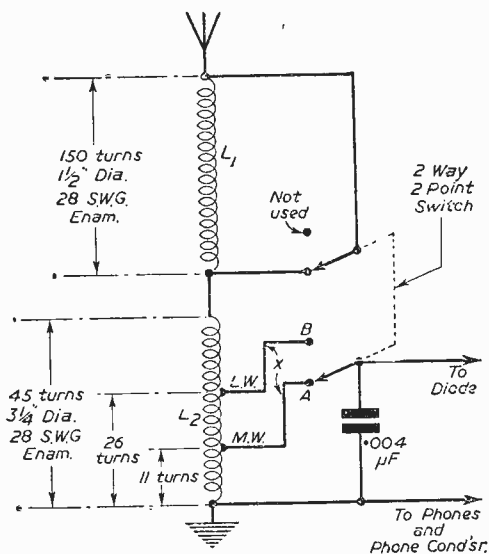 150 turns
1½" Dia.
28 S.W.G.
Enam.
L1
Not
used
2 Way
2 Point
Switch
B
X
L.W.
A
To
Diode
45 turns
3¼" Dia.
28 S.W.G
Enam.
L2
26
turns
M.W.
11 turns
·004
µF
To Phones
and
Phone Cond'sr.